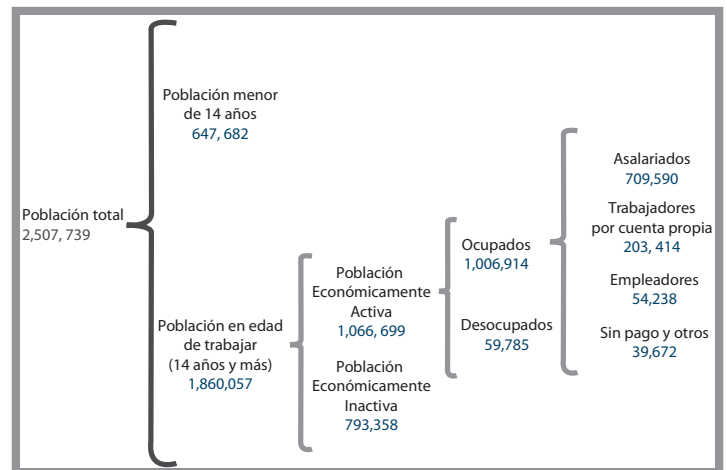 Población total
2,507, 739
Población menor
de 14 años
647, 682
Población en edad
de trabajar
(14 años y más)
1,860,057
Población
Económicamente
Activa
1,066, 699
Población
Económicamente
Inactiva
793,358
Ocupados
1,006,914
Desocupados
59,785
Asalariados
709,590
Trabajadores
por cuenta propia
203, 414
Empleadores
54,238
Sin pago y otros
39,672